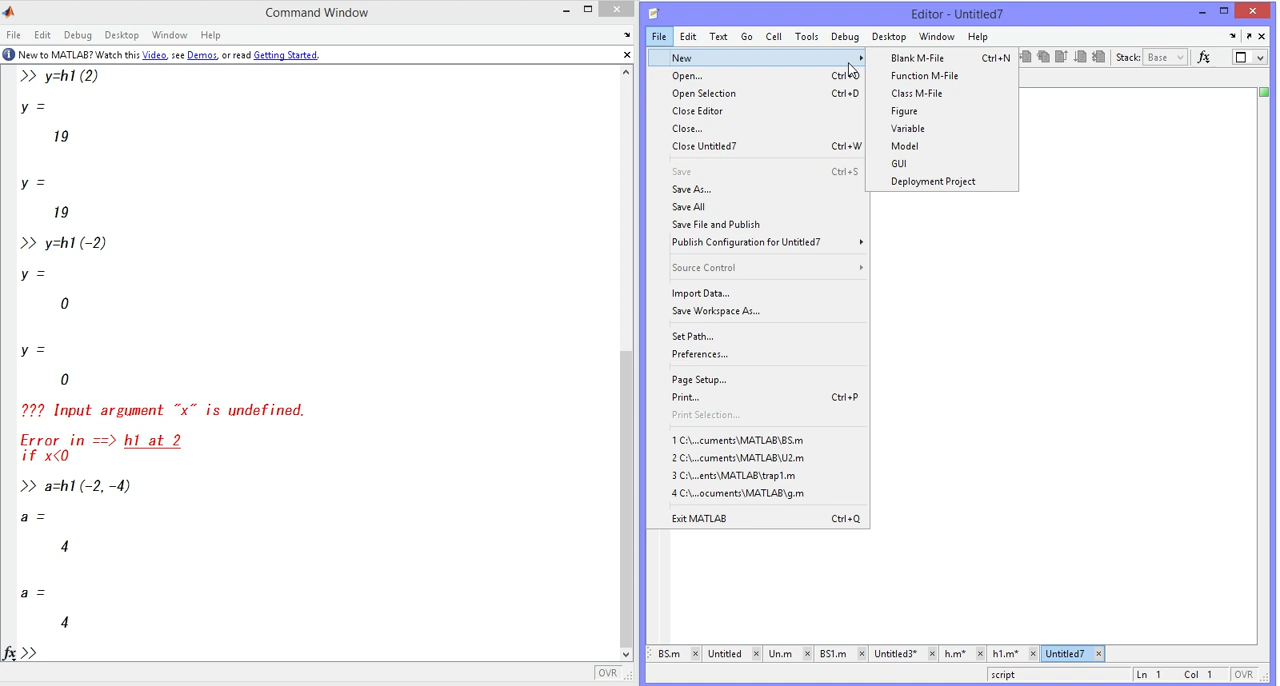 Command Window
File Edit Debug Desktop Window Help
New to MATLAB? Watch this Video, see Demos, or read Getting Started.
>> y=h1(2)
y =
19
y =
19
>> y=h1(-2)
y =
0
y =
0
??? Input argument "x" is undefined.
Error in ==> h1 at 2
if x<0
>> a=h1(-2,-4)
a =
4
a =
4
fx >>
OVR
Editor - Untitled7
File Edit Text Go Cell Tools Debug Desktop Window Help
Stack: Base fx
New
Open...
Open Selection Ctrl+D
Close Editor
Close...
Close Untitled7 Ctrl+W
Save Ctrl+S
Save As...
Save All
Save File and Publish
Publish Configuration for Untitled7
Source Control
Import Data...
Save Workspace As...
Set Path...
Preferences...
Page Setup...
Print... Ctrl+P
Print Selection...
1 C:\...cuments\MATLAB\BS.m
2 C:\...cuments\MATLAB\U2.m
3 C:\...ents\MATLAB\trap1.m
4 C:\...ocuments\MATLAB\g.m
Exit MATLAB Ctrl+Q
Blank M-File Ctrl+N
Function M-File
Class M-File
Figure
Variable
Model
GUI
Deployment Project
BS.m Untitled Un.m BS1.m Untitled3* h.m* h1.m* Untitled7
script Ln 1 Col 1 OVR